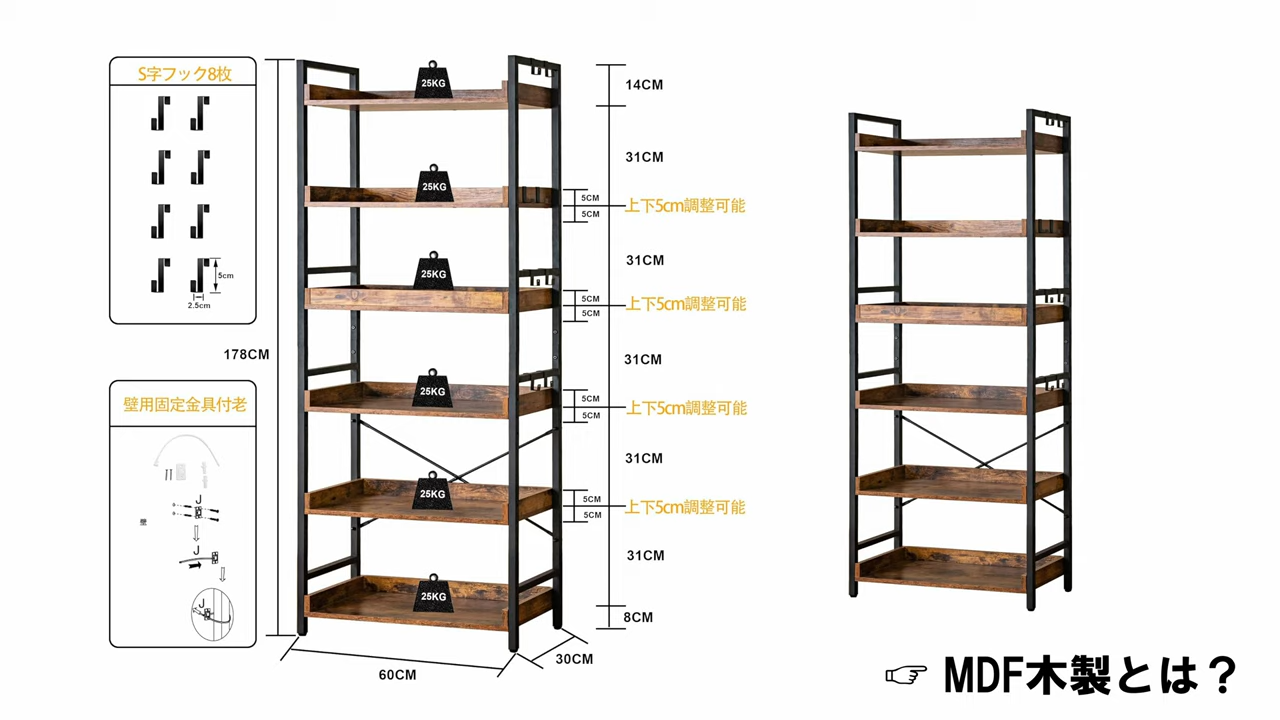 S字フック8枚
5cm
2.5cm
壁用固定金具付老
J
壁
J
J
178CM
60CM
30CM
25KG
25KG
25KG
25KG
25KG
25KG
14CM
31CM
5CM
5CM
上下5cm調整可能
31CM
5CM
5CM
上下5cm調整可能
31CM
5CM
5CM
上下5cm調整可能
31CM
5CM
5CM
上下5cm調整可能
31CM
8CM
☞ MDF木製とは？